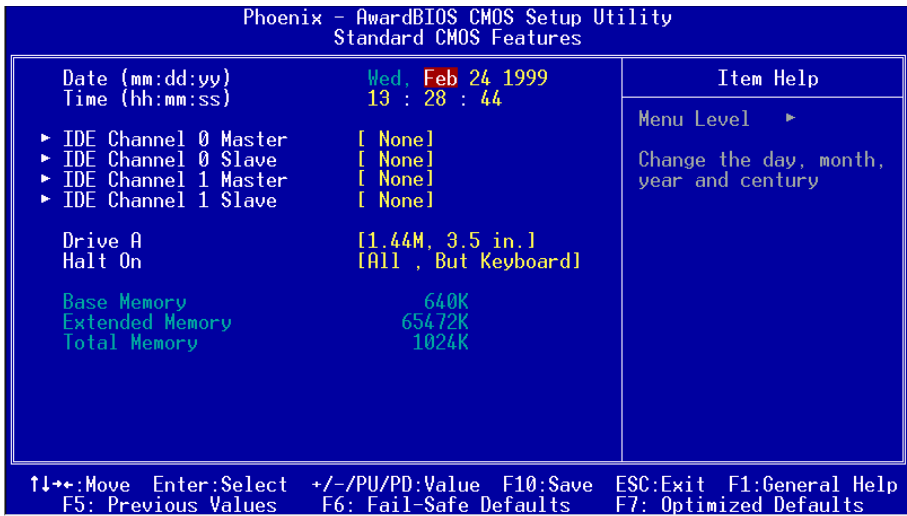 Phoenix - AwardBIOS CMOS Setup Utility
Standard CMOS Features
Date (mm:dd:yy) Wed, Feb 24 1999
Time (hh:mm:ss) 13 : 28 : 44
► IDE Channel 0 Master [ None]
► IDE Channel 0 Slave [ None]
► IDE Channel 1 Master [ None]
► IDE Channel 1 Slave [ None]
Drive A [1.44M, 3.5 in.]
Halt On [All , But Keyboard]
Base Memory 640K
Extended Memory 65472K
Total Memory 1024K
Item Help
Menu Level ►
Change the day, month,
year and century
↑↓→←:Move Enter:Select +/-/PU/PD:Value F10:Save ESC:Exit F1:General Help
F5: Previous Values F6: Fail-Safe Defaults F7: Optimized Defaults